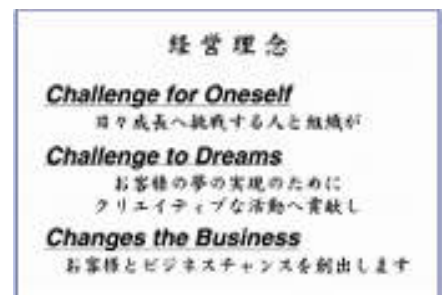 経営理念
Challenge for Oneself
日々成長へ挑戦する人と組織が
Challenge to Dreams
お客様の夢の実現のために
クリエイティブな活動へ貢献し
Changes the Business
お客様とビジネスチャンスを創出します